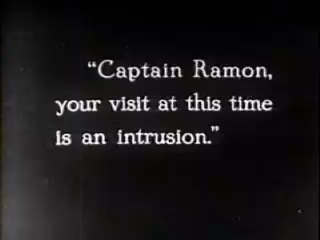 “Captain Ramon,
your visit at this time
is an intrusion.”